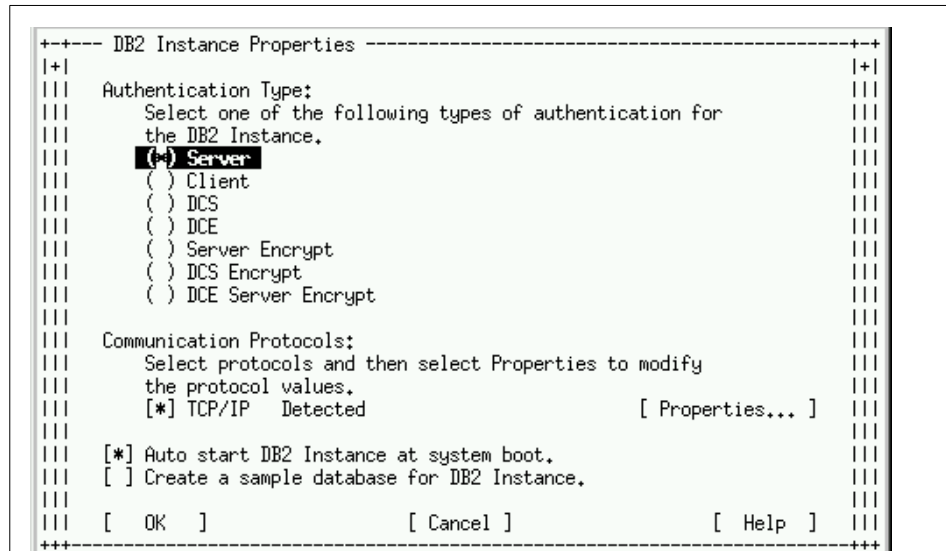 +-+--- DB2 Instance Properties ----------------------------------------------+-+
|+| |+|
||| Authentication Type: |||
||| Select one of the following types of authentication for |||
||| the DB2 Instance. |||
||| (*) Server |||
||| ( ) Client |||
||| ( ) DCS |||
||| ( ) DCE |||
||| ( ) Server Encrypt |||
||| ( ) DCS Encrypt |||
||| ( ) DCE Server Encrypt |||
||| |||
||| Communication Protocols: |||
||| Select protocols and then select Properties to modify |||
||| the protocol values. |||
||| [*] TCP/IP Detected [ Properties... ] |||
||| |||
||| [*] Auto start DB2 Instance at system boot. |||
||| [ ] Create a sample database for DB2 Instance. |||
||| |||
||| [ OK ] [ Cancel ] [ Help ] |||
+++--------------------------------------------------------------------------+++